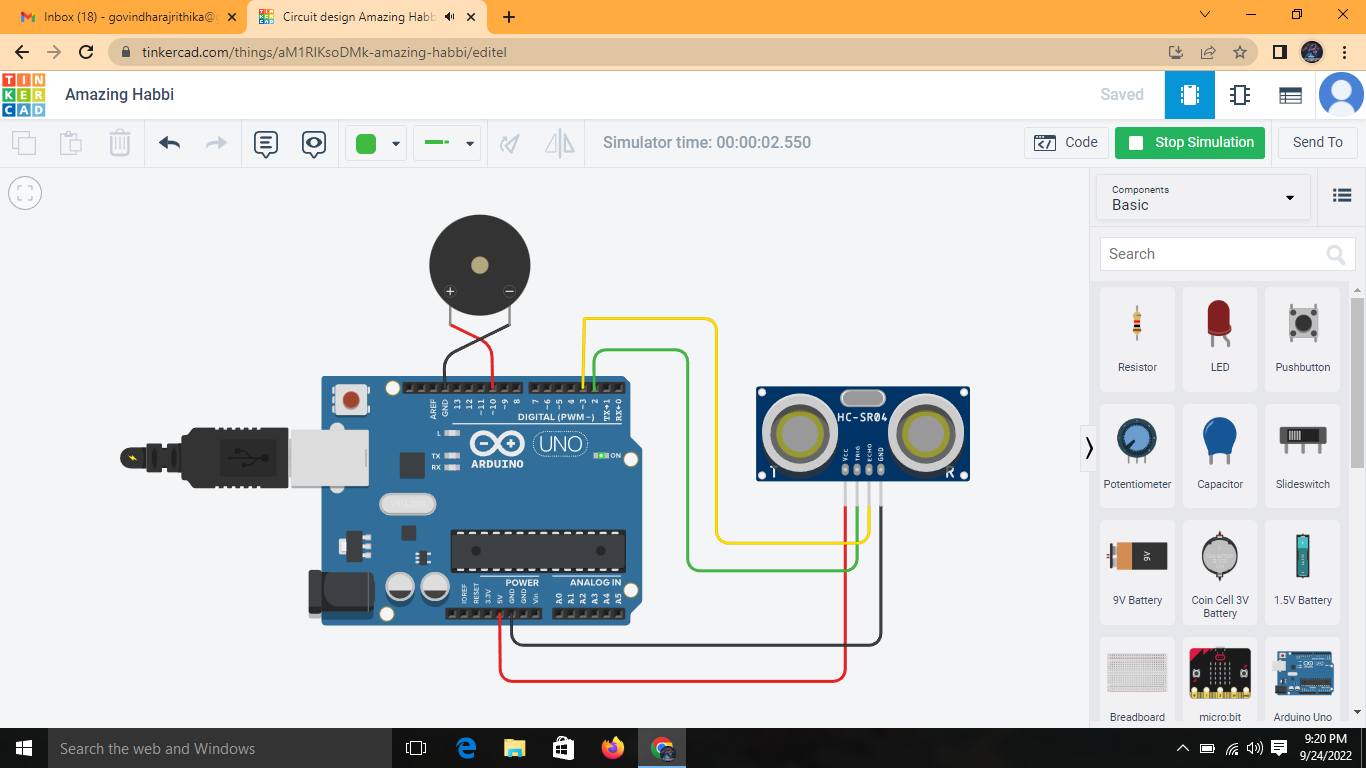 Inbox (18) - govindharajrithika@
Circuit design Amazing Habb
tinkercad.com/things/aM1RIKsoDMk-amazing-habbi/editel
TIN
KER
CAD
Amazing Habbi
Saved
Simulator time: 00:00:02.550
Code
Stop Simulation
Send To
Components
Basic
Search
Resistor
LED
Pushbutton
Potentiometer
Capacitor
Slideswitch
9V
9V Battery
Coin Cell 3V
Battery
1.5V Battery
Breadboard
micro:bit
Arduino Uno
+ −
AREF GND 13 12 ~11 ~10 ~9 8 7 ~6 ~5 4 ~3 2 TX→1 RX←0
DIGITAL (PWM~)
L
TX
RX
UNO
ARDUINO
ON
POWER
ANALOG IN
IOREF RESET 3.3V 5V GND GND Vin A0 A1 A2 A3 A4 A5
HC-SR04
VCC TRIG ECHO GND
T R
Search the web and Windows
9:20 PM
9/24/2022